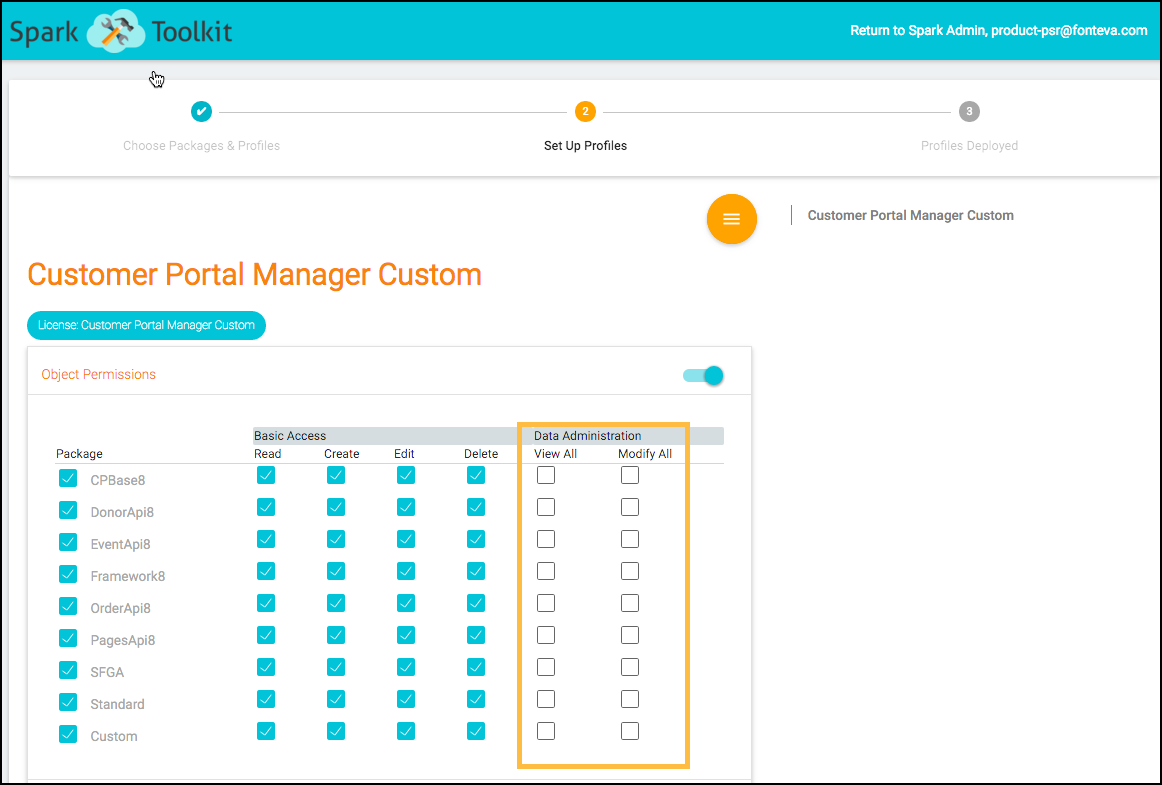 Spark Toolkit
Return to Spark Admin, product-psr@fonteva.com
2
3
Choose Packages & Profiles
Set Up Profiles
Profiles Deployed
Customer Portal Manager Custom
Customer Portal Manager Custom
License: Customer Portal Manager Custom
Object Permissions
Basic Access Data Administration
Package Read Create Edit Delete View All Modify All
CPBase8
DonorApi8
EventApi8
Framework8
OrderApi8
PagesApi8
SFGA
Standard
Custom